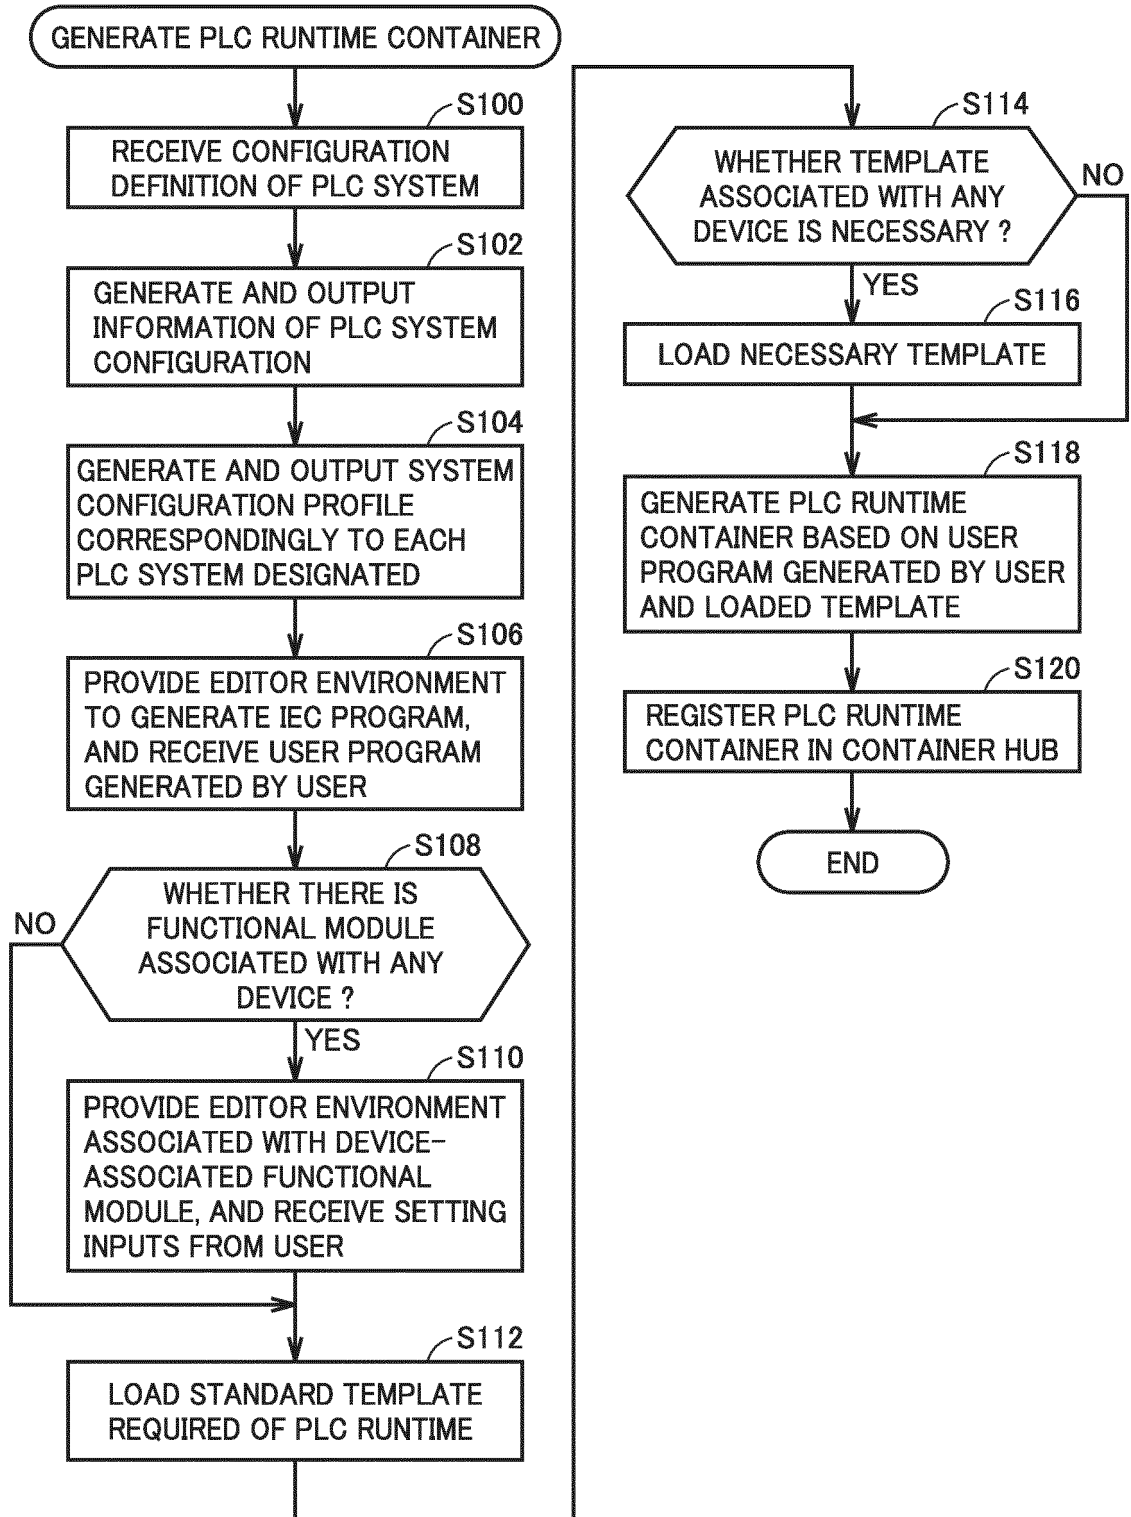 GENERATE PLC RUNTIME CONTAINER
S100
RECEIVE CONFIGURATION
DEFINITION OF PLC SYSTEM
S102
GENERATE AND OUTPUT
INFORMATION OF PLC SYSTEM
CONFIGURATION
S104
GENERATE AND OUTPUT SYSTEM
CONFIGURATION PROFILE
CORRESPONDINGLY TO EACH
PLC SYSTEM DESIGNATED
S106
PROVIDE EDITOR ENVIRONMENT
TO GENERATE IEC PROGRAM,
AND RECEIVE USER PROGRAM
GENERATED BY USER
S108
WHETHER THERE IS
FUNCTIONAL MODULE
ASSOCIATED WITH ANY
DEVICE ?
NO
YES
S110
PROVIDE EDITOR ENVIRONMENT
ASSOCIATED WITH DEVICE-
ASSOCIATED FUNCTIONAL
MODULE, AND RECEIVE SETTING
INPUTS FROM USER
S112
LOAD STANDARD TEMPLATE
REQUIRED OF PLC RUNTIME
S114
WHETHER TEMPLATE
ASSOCIATED WITH ANY
DEVICE IS NECESSARY ?
NO
YES
S116
LOAD NECESSARY TEMPLATE
S118
GENERATE PLC RUNTIME
CONTAINER BASED ON USER
PROGRAM GENERATED BY USER
AND LOADED TEMPLATE
S120
REGISTER PLC RUNTIME
CONTAINER IN CONTAINER HUB
END